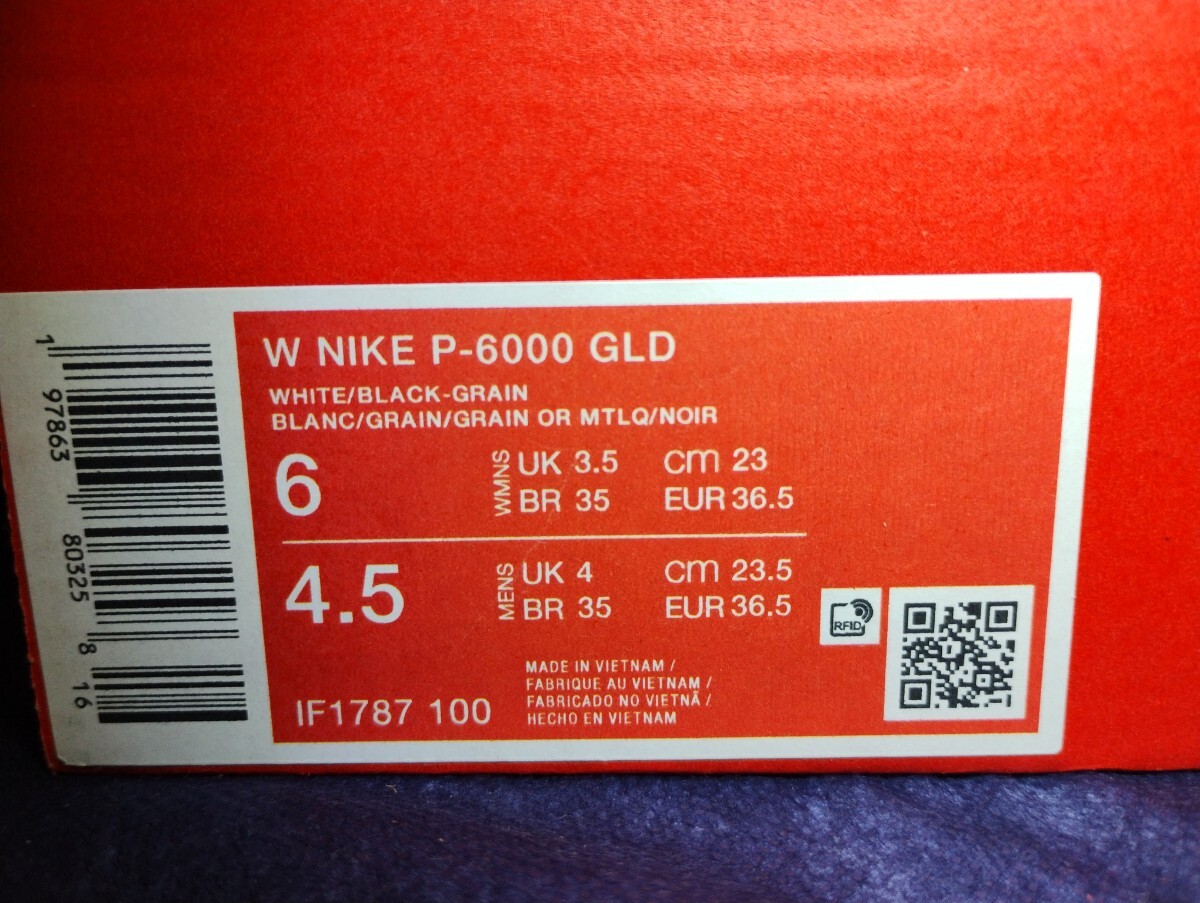 W NIKE P-6000 GLD
WHITE/BLACK-GRAIN
BLANC/GRAIN/GRAIN OR MTLQ/NOIR
6 WMNS UK 3.5 cm 23
BR 35 EUR 36.5
4.5 MENS UK 4 cm 23.5
BR 35 EUR 36.5
RFID
IF1787 100
MADE IN VIETNAM /
FABRIQUE AU VIETNAM /
FABRICADO NO VIETNÃ /
HECHO EN VIETNAM
1 97863 80325 8 16